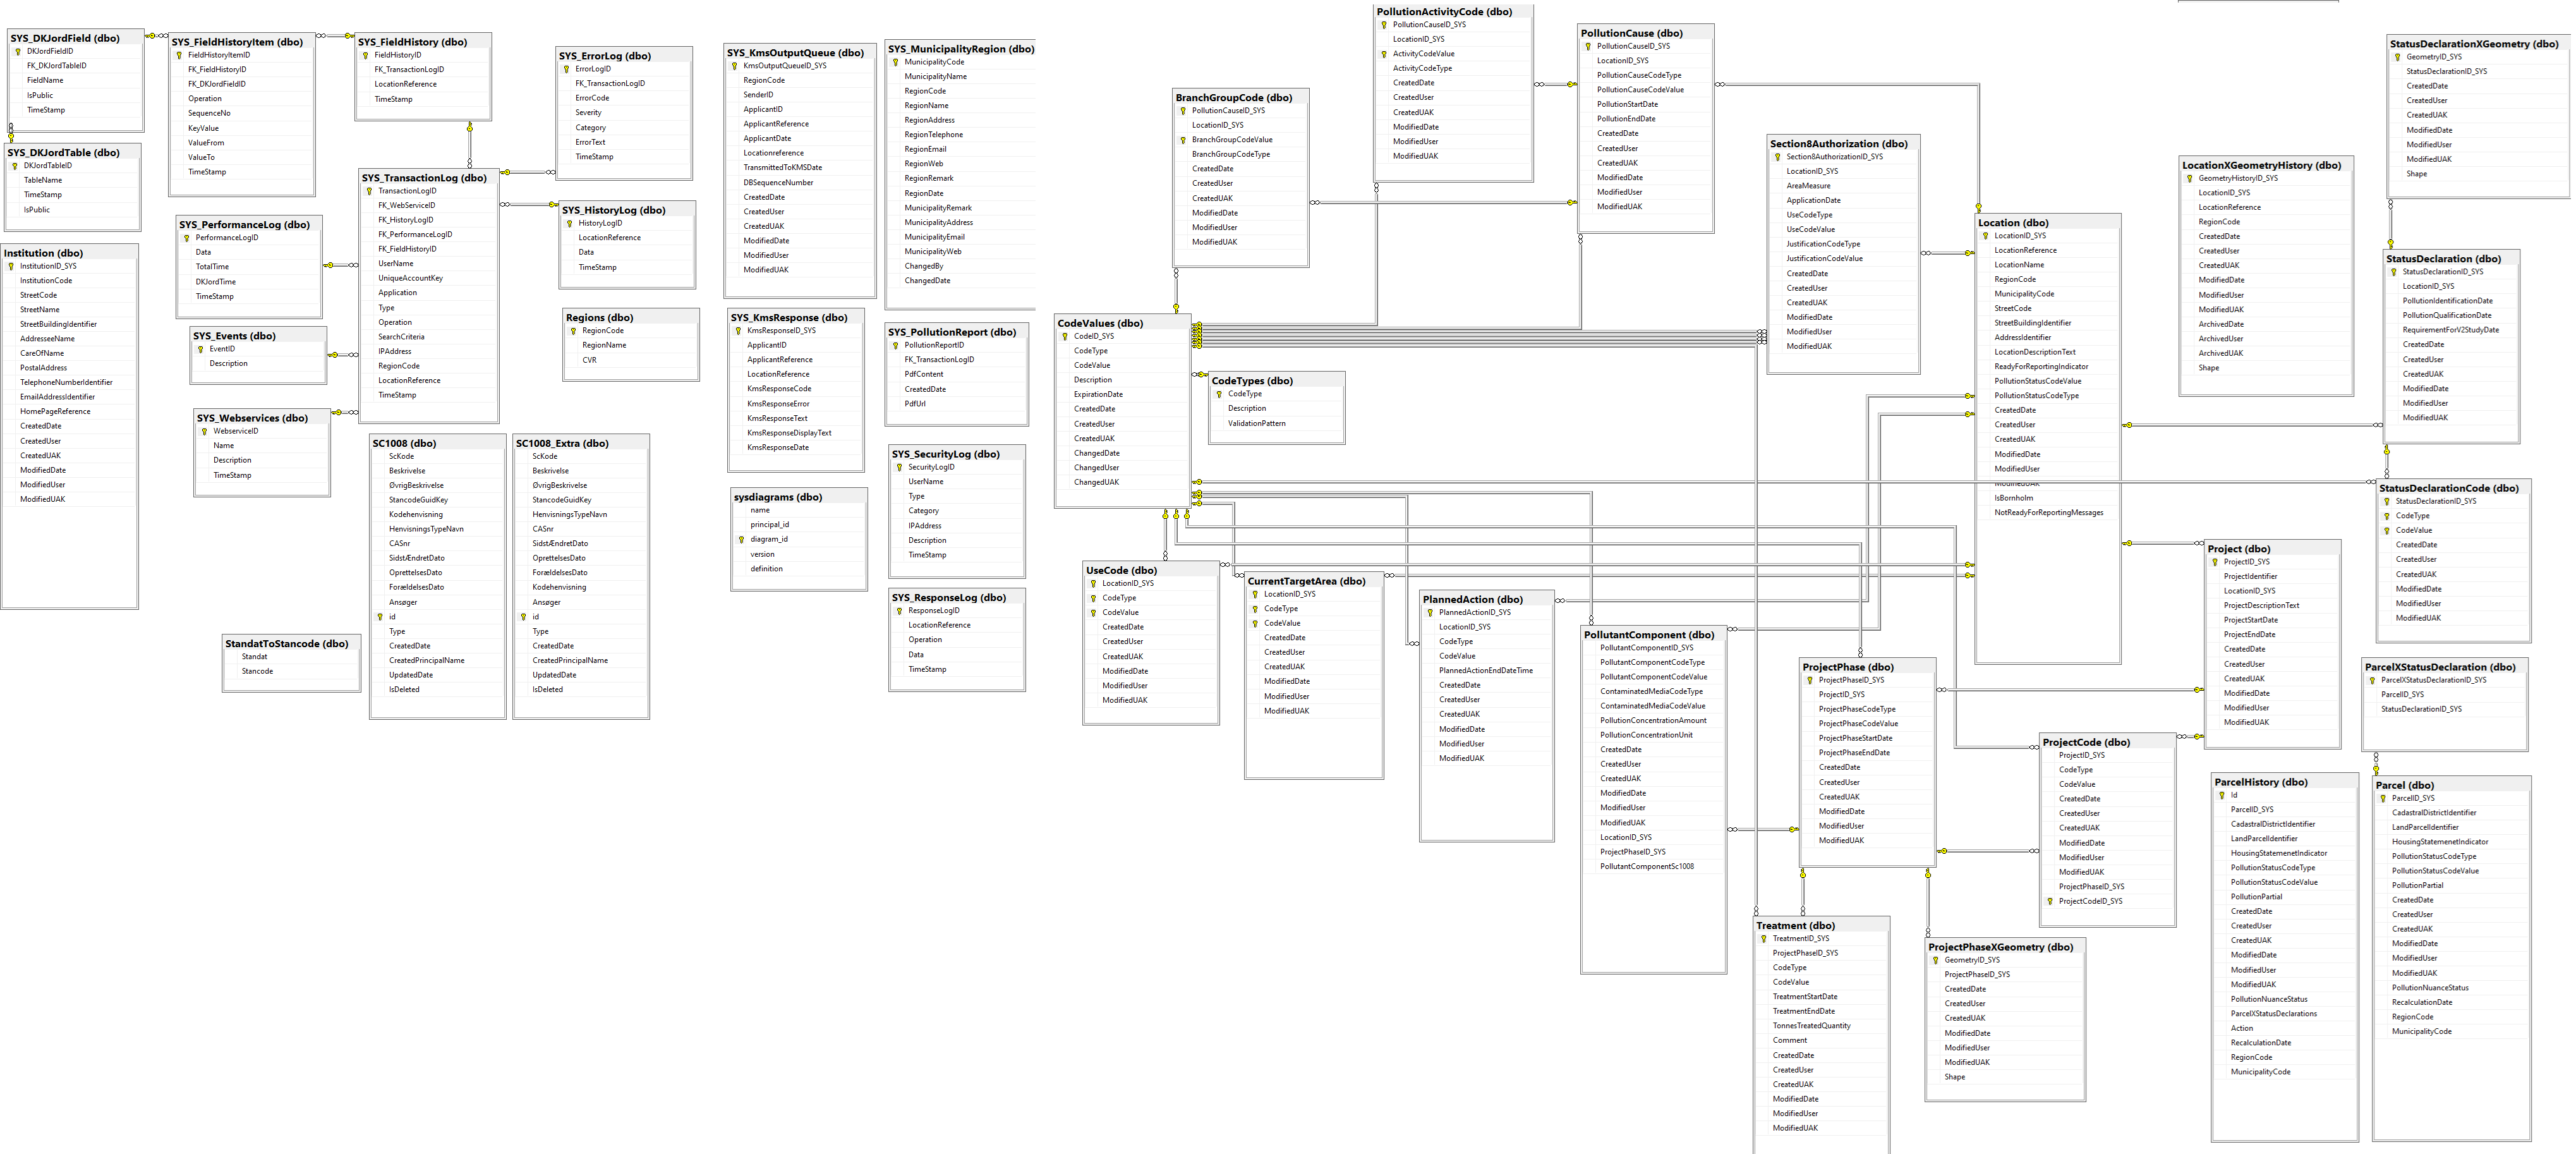 SYS_DKJordField (dbo)
DKJordFieldID
FK_DKJordTableID
FieldName
IsPublic
TimeStamp
SYS_DKJordTable (dbo)
DKJordTableID
TableName
TimeStamp
IsPublic
SYS_FieldHistoryItem (dbo)
FieldHistoryItemID
FK_FieldHistoryID
FK_DKJordFieldID
Operation
SequenceNo
KeyValue
ValueFrom
ValueTo
TimeStamp
SYS_FieldHistory (dbo)
FieldHistoryID
FK_TransactionLogID
LocationReference
TimeStamp
SYS_ErrorLog (dbo)
ErrorLogID
FK_TransactionLogID
ErrorCode
Severity
Category
ErrorText
TimeStamp
SYS_TransactionLog (dbo)
TransactionLogID
FK_WebServiceID
FK_HistoryLogID
FK_PerformanceLogID
FK_FieldHistoryID
UserName
UniqueAccountKey
Application
Type
Operation
SearchCriteria
IPAddress
RegionCode
LocationReference
TimeStamp
SYS_HistoryLog (dbo)
HistoryLogID
LocationReference
Data
TimeStamp
SYS_PerformanceLog (dbo)
PerformanceLogID
Data
TotalTime
DKJordTime
TimeStamp
SYS_Events (dbo)
EventID
Description
SYS_Webservices (dbo)
WebserviceID
Name
Description
TimeStamp
Institution (dbo)
InstitutionID_SYS
InstitutionCode
StreetCode
StreetName
StreetBuildingIdentifier
AddresseeName
CareOfName
PostalAddress
TelephoneNumberIdentifier
EmailAddressIdentifier
HomePageReference
CreatedDate
CreatedUser
CreatedUAK
ModifiedDate
ModifiedUser
ModifiedUAK
Regions (dbo)
RegionCode
RegionName
CVR
SC1008 (dbo)
ScKode
Beskrivelse
ØvrigBeskrivelse
StancodeGuidKey
Kodehenvisning
HenvisningsTypeNavn
CASnr
SidstÆndretDato
OprettelsesDato
ForældelsesDato
Ansøger
id
Type
CreatedDate
CreatedPrincipalName
UpdatedDate
IsDeleted
SC1008_Extra (dbo)
ScKode
Beskrivelse
ØvrigBeskrivelse
StancodeGuidKey
HenvisningsTypeNavn
CASnr
SidstÆndretDato
OprettelsesDato
ForældelsesDato
Kodehenvisning
Ansøger
id
Type
CreatedDate
CreatedPrincipalName
UpdatedDate
IsDeleted
StandatToStancode (dbo)
Standat
Stancode
SYS_KmsOutputQueue (dbo)
KmsOutputQueueID_SYS
RegionCode
SenderID
ApplicantID
ApplicantReference
ApplicantDate
Locationreference
TransmittedToKMSDate
DBSequenceNumber
CreatedDate
CreatedUser
CreatedUAK
ModifiedDate
ModifiedUser
ModifiedUAK
SYS_KmsResponse (dbo)
KmsResponseID_SYS
ApplicantID
ApplicantReference
LocationReference
KmsResponseCode
KmsResponseError
KmsResponseText
KmsResponseDisplayText
KmsResponseDate
sysdiagrams (dbo)
name
principal_id
diagram_id
version
definition
SYS_MunicipalityRegion (dbo)
MunicipalityCode
MunicipalityName
RegionCode
RegionName
RegionAddress
RegionTelephone
RegionEmail
RegionWeb
RegionRemark
RegionDate
MunicipalityRemark
MunicipalityAddress
MunicipalityEmail
MunicipalityWeb
ChangedBy
ChangedDate
SYS_PollutionReport (dbo)
PollutionReportID
FK_TransactionLogID
PdfContent
CreatedDate
PdfUrl
SYS_SecurityLog (dbo)
SecurityLogID
UserName
Type
Category
IPAddress
Description
TimeStamp
SYS_ResponseLog (dbo)
ResponseLogID
LocationReference
Operation
Data
TimeStamp
PollutionActivityCode (dbo)
PollutionCauseID_SYS
LocationID_SYS
ActivityCodeValue
ActivityCodeType
CreatedDate
CreatedUser
CreatedUAK
ModifiedDate
ModifiedUser
ModifiedUAK
BranchGroupCode (dbo)
PollutionCauseID_SYS
LocationID_SYS
BranchGroupCodeValue
BranchGroupCodeType
CreatedDate
CreatedUser
CreatedUAK
ModifiedDate
ModifiedUser
ModifiedUAK
PollutionCause (dbo)
PollutionCauseID_SYS
LocationID_SYS
PollutionCauseCodeType
PollutionCauseCodeValue
PollutionStartDate
PollutionEndDate
CreatedDate
CreatedUser
CreatedUAK
ModifiedDate
ModifiedUser
ModifiedUAK
Section8Authorization (dbo)
Section8AuthorizationID_SYS
LocationID_SYS
AreaMeasure
ApplicationDate
UseCodeType
UseCodeValue
JustificationCodeType
JustificationCodeValue
CreatedDate
CreatedUser
CreatedUAK
ModifiedDate
ModifiedUser
ModifiedUAK
CodeValues (dbo)
CodeID_SYS
CodeType
CodeValue
Description
ExpirationDate
CreatedDate
CreatedUser
CreatedUAK
ChangedDate
ChangedUser
ChangedUAK
CodeTypes (dbo)
CodeType
Description
ValidationPattern
Location (dbo)
LocationID_SYS
LocationReference
LocationName
RegionCode
MunicipalityCode
StreetCode
StreetBuildingIdentifier
AddressIdentifier
LocationDescriptionText
ReadyForReportingIndicator
PollutionStatusCodeValue
PollutionStatusCodeType
CreatedDate
CreatedUser
CreatedUAK
ModifiedDate
ModifiedUser
ModifiedUAK
IsBornholm
NotReadyForReportingMessages
LocationXGeometryHistory (dbo)
GeometryHistoryID_SYS
LocationID_SYS
LocationReference
RegionCode
CreatedDate
CreatedUser
CreatedUAK
ModifiedDate
ModifiedUser
ModifiedUAK
ArchivedDate
ArchivedUser
ArchivedUAK
Shape
StatusDeclarationXGeometry (dbo)
GeometryID_SYS
StatusDeclarationID_SYS
CreatedDate
CreatedUser
CreatedUAK
ModifiedDate
ModifiedUser
ModifiedUAK
Shape
StatusDeclaration (dbo)
StatusDeclarationID_SYS
LocationID_SYS
PollutionIdentificationDate
PollutionQualificationDate
RequirementForV2StudyDate
CreatedDate
CreatedUser
CreatedUAK
ModifiedDate
ModifiedUser
ModifiedUAK
StatusDeclarationCode (dbo)
StatusDeclarationID_SYS
CodeType
CodeValue
CreatedDate
CreatedUser
CreatedUAK
ModifiedDate
ModifiedUser
ModifiedUAK
UseCode (dbo)
LocationID_SYS
CodeType
CodeValue
CreatedDate
CreatedUser
CreatedUAK
ModifiedDate
ModifiedUser
ModifiedUAK
CurrentTargetArea (dbo)
LocationID_SYS
CodeType
CodeValue
CreatedDate
CreatedUser
CreatedUAK
ModifiedDate
ModifiedUser
ModifiedUAK
PlannedAction (dbo)
PlannedActionID_SYS
LocationID_SYS
CodeType
CodeValue
PlannedActionEndDateTime
CreatedDate
CreatedUser
CreatedUAK
ModifiedDate
ModifiedUser
ModifiedUAK
PollutantComponent (dbo)
PollutantComponentID_SYS
PollutantComponentCodeType
PollutantComponentCodeValue
ContaminatedMediaCodeType
ContaminatedMediaCodeValue
PollutionConcentrationAmount
PollutionConcentrationUnit
CreatedDate
CreatedUser
CreatedUAK
ModifiedDate
ModifiedUser
ModifiedUAK
LocationID_SYS
ProjectPhaseID_SYS
PollutantComponentSc1008
ProjectPhase (dbo)
ProjectPhaseID_SYS
ProjectID_SYS
ProjectPhaseCodeType
ProjectPhaseCodeValue
ProjectPhaseStartDate
ProjectPhaseEndDate
CreatedDate
CreatedUser
CreatedUAK
ModifiedDate
ModifiedUser
ModifiedUAK
Project (dbo)
ProjectID_SYS
ProjectIdentifier
LocationID_SYS
ProjectDescriptionText
ProjectStartDate
ProjectEndDate
CreatedDate
CreatedUser
CreatedUAK
ModifiedDate
ModifiedUser
ModifiedUAK
ProjectCode (dbo)
ProjectID_SYS
CodeType
CodeValue
CreatedDate
CreatedUser
CreatedUAK
ModifiedDate
ModifiedUser
ModifiedUAK
ProjectPhaseID_SYS
ProjectCodeID_SYS
Treatment (dbo)
TreatmentID_SYS
ProjectPhaseID_SYS
CodeType
CodeValue
TreatmentStartDate
TreatmentEndDate
TonnesTreatedQuantity
Comment
CreatedDate
CreatedUser
CreatedUAK
ModifiedDate
ModifiedUser
ModifiedUAK
ProjectPhaseXGeometry (dbo)
GeometryID_SYS
ProjectPhaseID_SYS
CreatedDate
CreatedUser
CreatedUAK
ModifiedDate
ModifiedUser
ModifiedUAK
Shape
ParcelXStatusDeclaration (dbo)
ParcelXStatusDeclarationID_SYS
ParcelID_SYS
StatusDeclarationID_SYS
ParcelHistory (dbo)
Id
ParcelID_SYS
CadastralDistrictIdentifier
LandParcelIdentifier
HousingStatemenetIndicator
PollutionStatusCodeType
PollutionStatusCodeValue
PollutionPartial
CreatedDate
CreatedUser
CreatedUAK
ModifiedDate
ModifiedUser
ModifiedUAK
PollutionNuanceStatus
ParcelXStatusDeclarations
Action
RecalculationDate
RegionCode
MunicipalityCode
Parcel (dbo)
ParcelID_SYS
CadastralDistrictIdentifier
LandParcelIdentifier
HousingStatemenetIndicator
PollutionStatusCodeType
PollutionStatusCodeValue
PollutionPartial
CreatedDate
CreatedUser
CreatedUAK
ModifiedDate
ModifiedUser
ModifiedUAK
PollutionNuanceStatus
RecalculationDate
RegionCode
MunicipalityCode